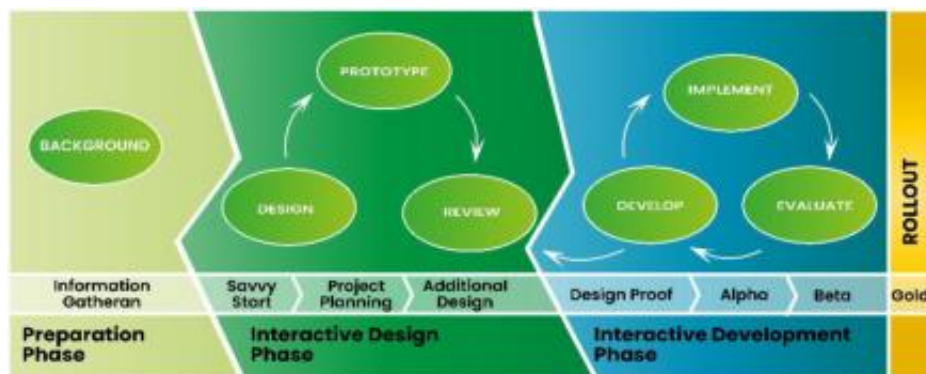 PROTOTYPE
IMPLEMENT
BACKGROUND
DESIGN
REVIEW
DEVELOP
EVALUATE
ROLLOUT
Information
Gatheran
Savvy
Start
Project
Planning
Additional
Design
Design Proof
Alpha
Beta
Gold
Preparation
Phase
Interactive Design
Phase
Interactive Development
Phase